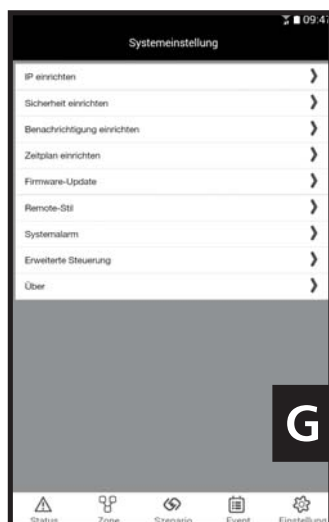 09:47
Systemeinstellung
IP einrichten
Sicherheit einrichten
Benachrichtigung einrichten
Zeitplan einrichten
Firmware-Update
Remote-Stil
Systemalarm
Erweiterte Steuerung
Über
G
Status Zone Szenario Event Einstellung